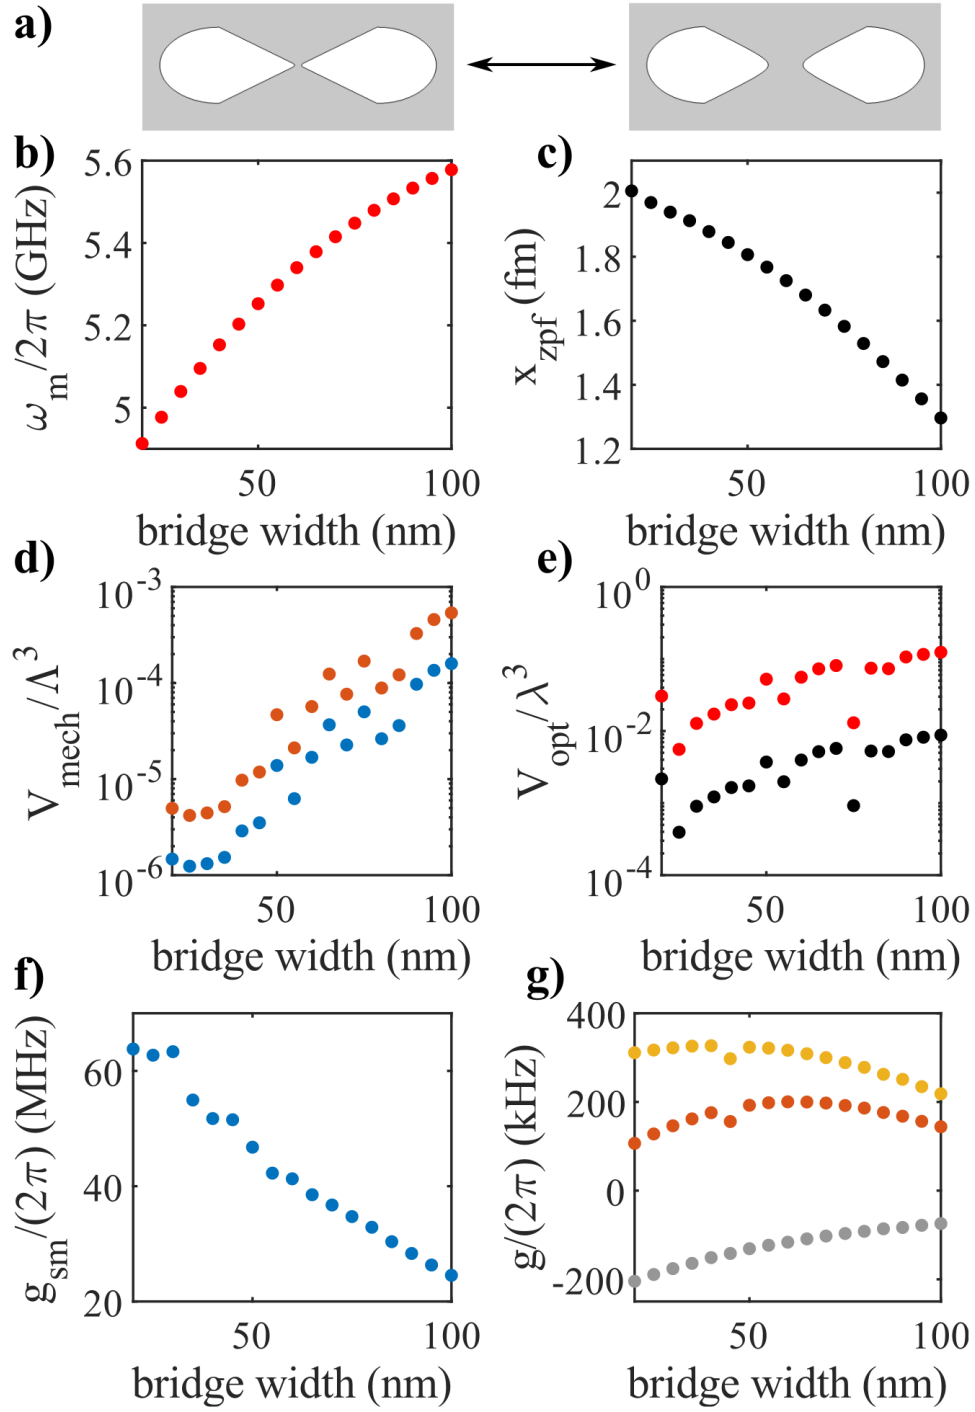 a)
b)
5.6
5.4
5.2
5
50
100
ω_m/2π (GHz)
bridge width (nm)
c)
2
1.8
1.6
1.4
1.2
50
100
x_zpf (fm)
bridge width (nm)
d)
10^-3
10^-4
10^-5
10^-6
50
100
V_mech/Λ^3
bridge width (nm)
e)
10^0
10^-2
10^-4
50
100
V_opt/λ^3
bridge width (nm)
f)
60
40
20
50
100
g_sm/(2π) (MHz)
bridge width (nm)
g)
400
200
0
-200
50
100
g/(2π) (kHz)
bridge width (nm)